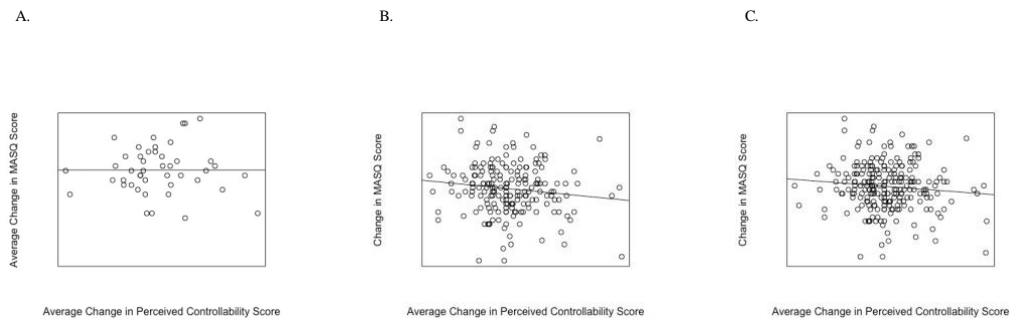 A.
B.
C.
Average Change in MASQ Score
Average Change in Perceived Controllability Score
Change in MASQ Score
Average Change in Perceived Controllability Score
Change in MASQ Score
Average Change in Perceived Controllability Score